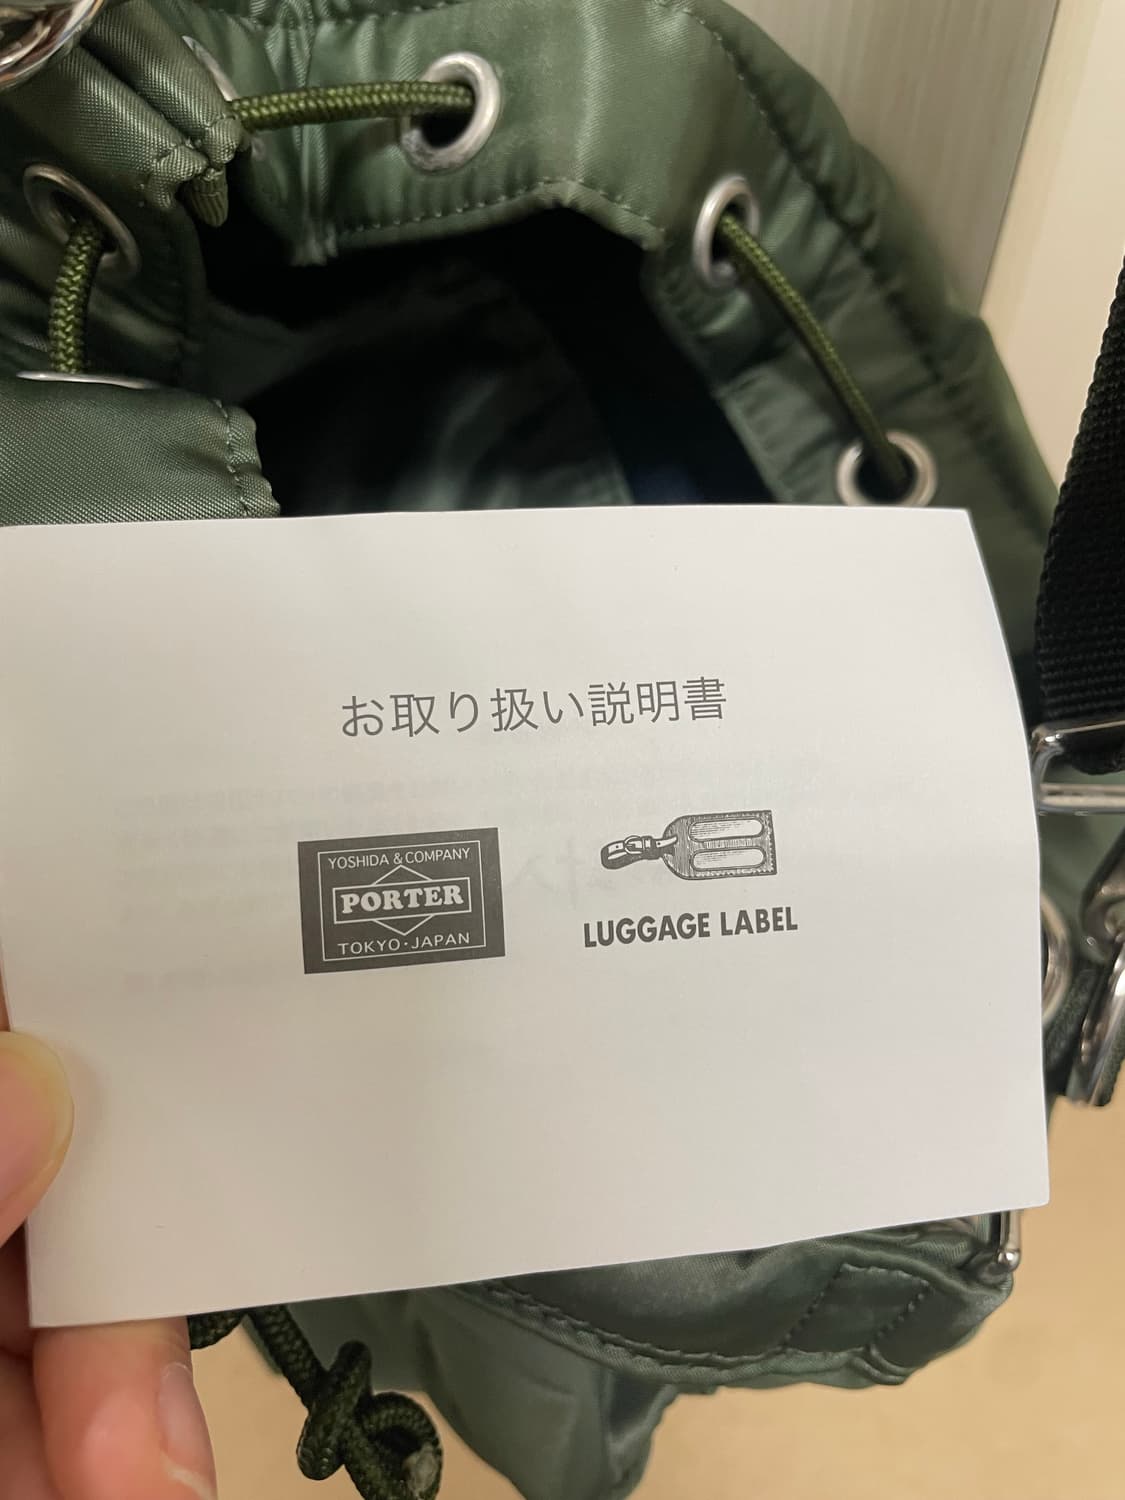 お取り扱い説明書
YOSHIDA & COMPANY
PORTER
TOKYO・JAPAN
LUGGAGE LABEL